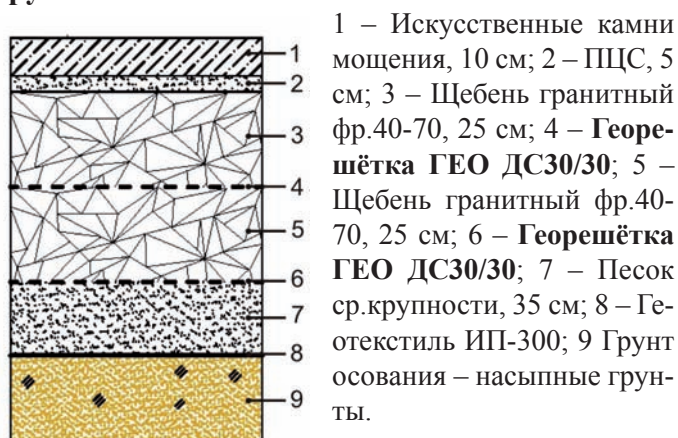 1 – Искусственные камни
мощения, 10 см; 2 – ПЦС, 5
см; 3 – Щебень гранитный
фр.40-70, 25 см; 4 – Георе-
шётка ГЕО ДС30/30; 5 –
Щебень гранитный фр.40-
70, 25 см; 6 – Георешётка
ГЕО ДС30/30; 7 – Песок
ср.крупности, 35 см; 8 – Ге-
отекстиль ИП-300; 9 Грунт
осования – насыпные грун-
ты.
1
2
3
4
5
6
7
8
9